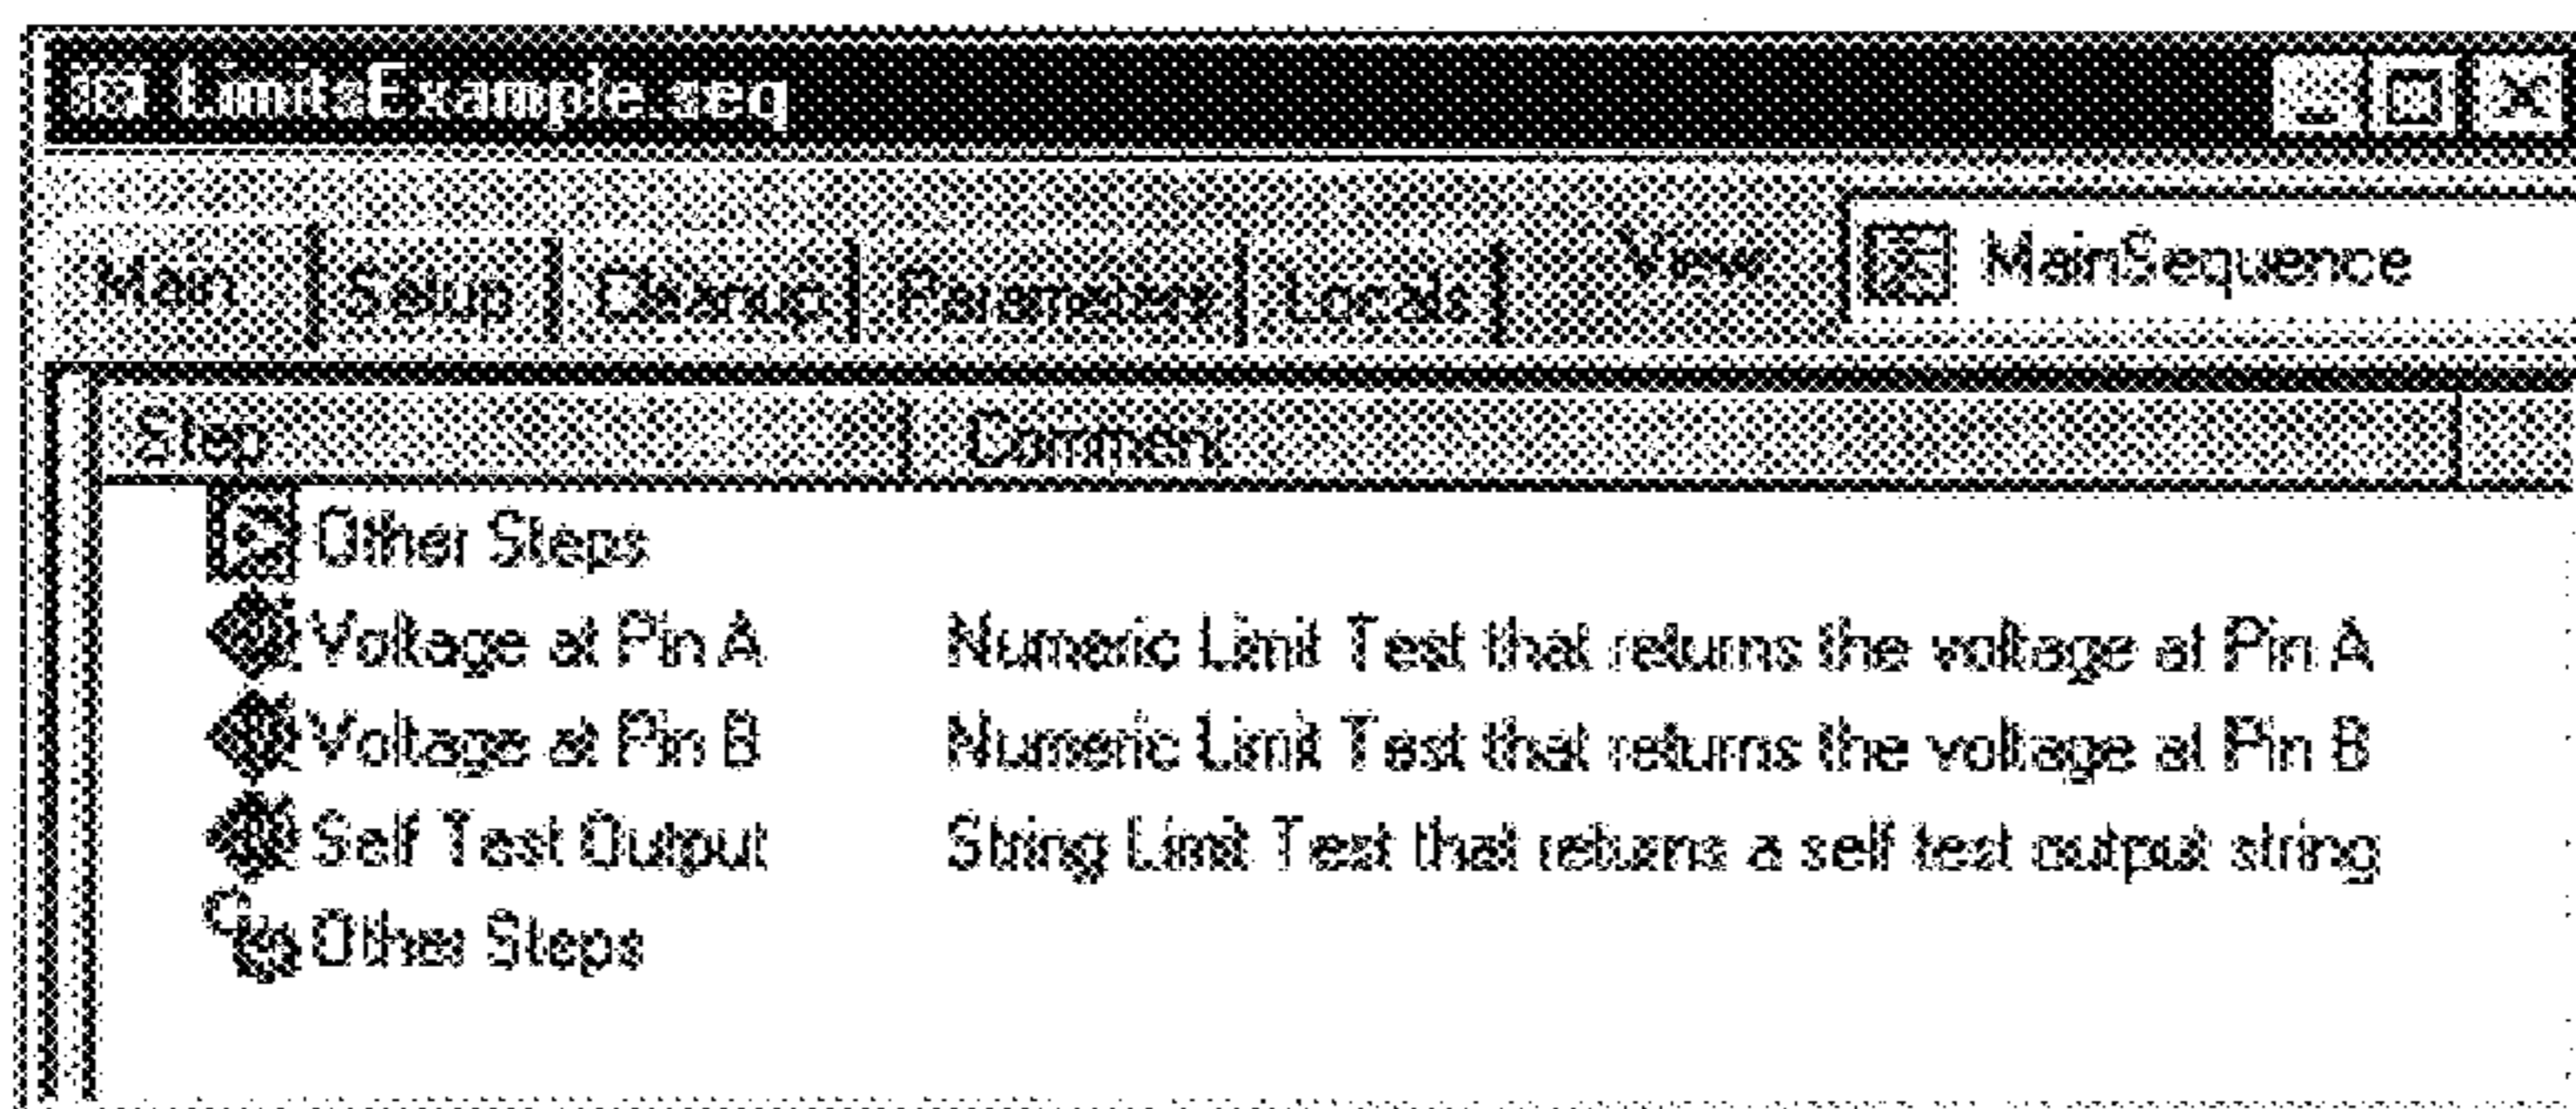 LimitsExample.seq
Main Setup Cleanup Parameters Locals View: MainSequence
Step Comment
Other Steps
Voltage at Pin A Numeric Limit Test that returns the voltage at Pin A
Voltage at Pin B Numeric Limit Test that returns the voltage at Pin B
Self Test Output String Limit Test that returns a self test output string
Other Steps